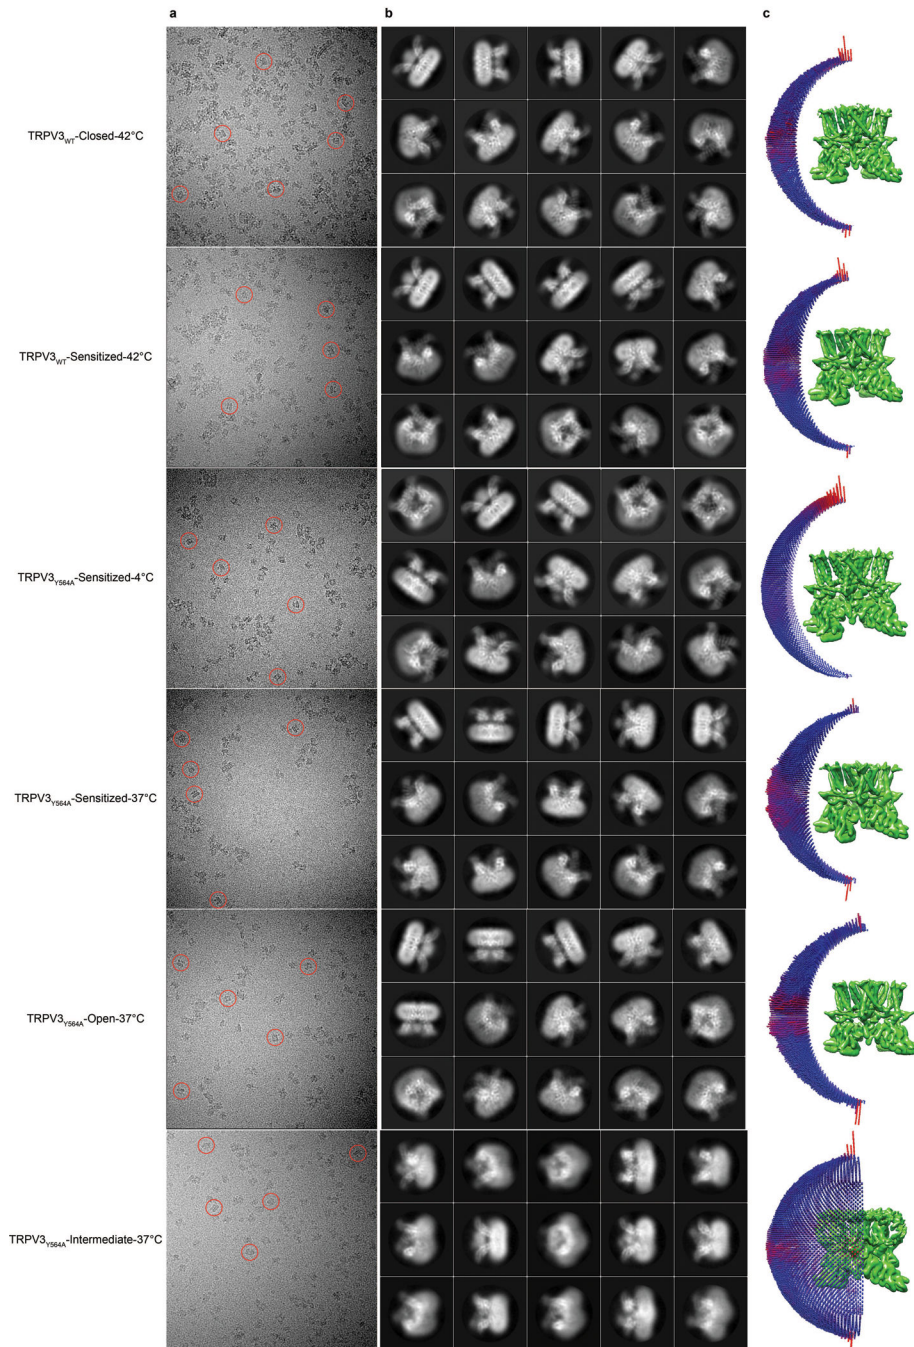 a b c
TRPV3WT-Closed-42°C
TRPV3WT-Sensitized-42°C
TRPV3Y564A-Sensitized-4°C
TRPV3Y564A-Sensitized-37°C
TRPV3Y564A-Open-37°C
TRPV3Y564A-Intermediate-37°C